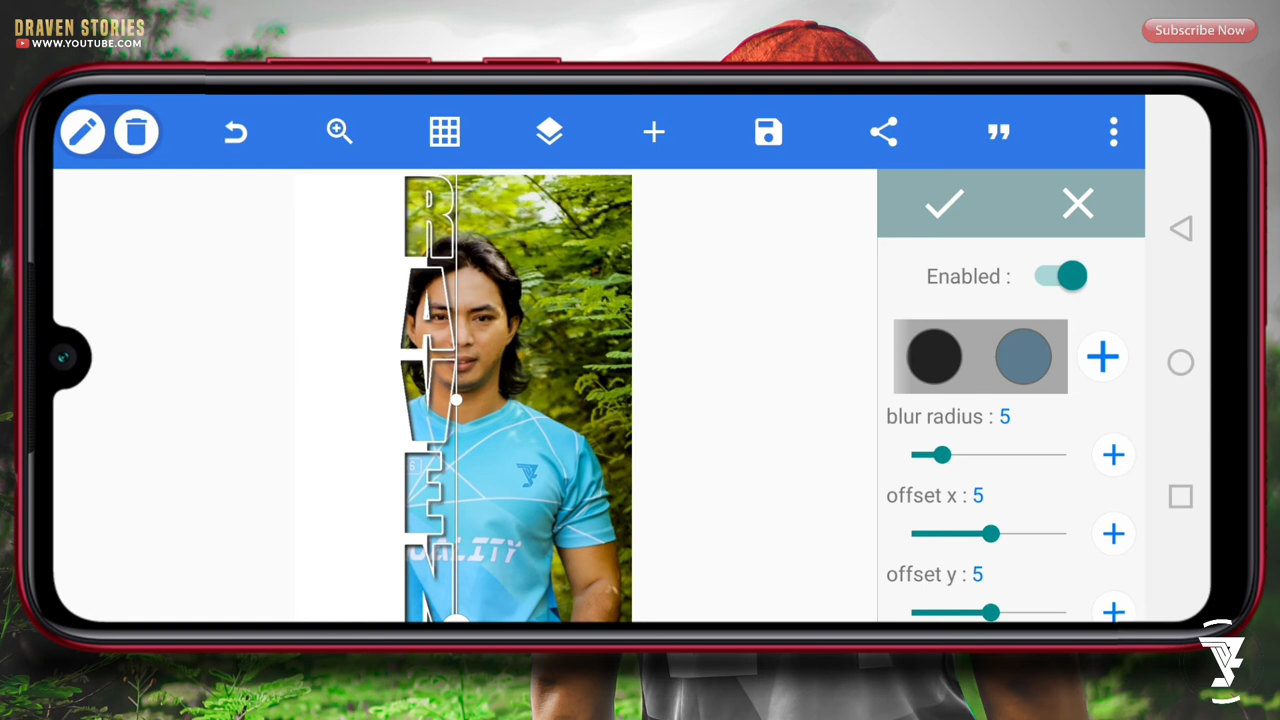 DRAVEN STORIES
WWW.YOUTUBE.COM
Subscribe Now
Enabled :
blur radius : 5
offset x : 5
offset y : 5